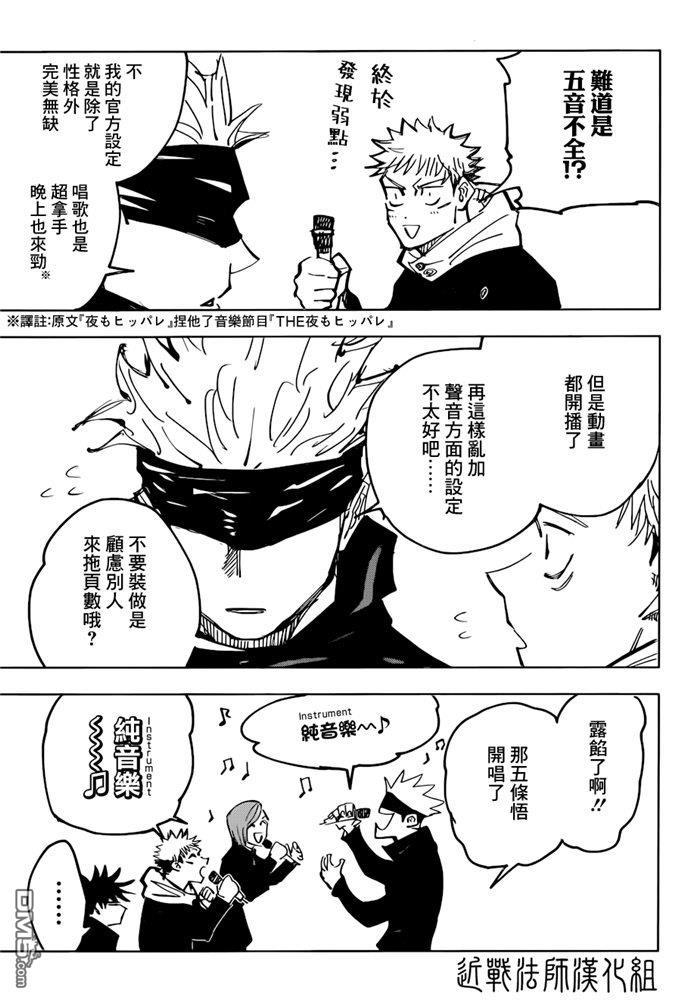 難道是
五音不全!?
終於
發現弱點…
不
我的官方設定
就是除了
性格外
完美無缺
唱歌也是
超拿手
晚上也來勁※
※譯註:原文『夜もヒッパレ』捏他了音樂節目『THE夜もヒッパレ』
但是動畫
都開播了
再這樣亂加
聲音方面的設定
不太好吧……
不要裝做是
顧慮別人
來拖頁數哦?
露餡了啊!!
那五條悟
開唱了
Instrument
純音樂~~♪
Instrument
純音樂
♫
……
近戰法師漢化組
DM5.com